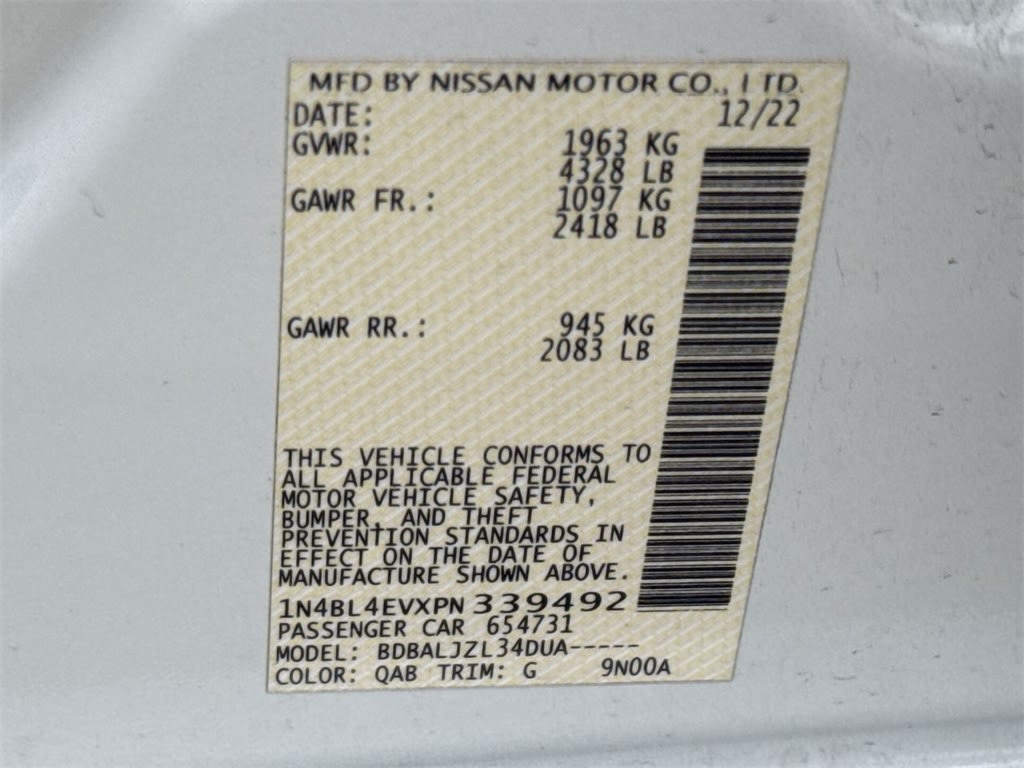 MFD BY NISSAN MOTOR CO., LTD.
DATE: 12/22
GVWR: 1963 KG
4328 LB
GAWR FR.: 1097 KG
2418 LB
GAWR RR.: 945 KG
2083 LB
THIS VEHICLE CONFORMS TO
ALL APPLICABLE FEDERAL
MOTOR VEHICLE SAFETY,
BUMPER, AND THEFT
PREVENTION STANDARDS IN
EFFECT ON THE DATE OF
MANUFACTURE SHOWN ABOVE.
1N4BL4EVXPN339492
PASSENGER CAR 654731
MODEL: BDBALJZL34DUA-----
COLOR: QAB TRIM: G 9N00A